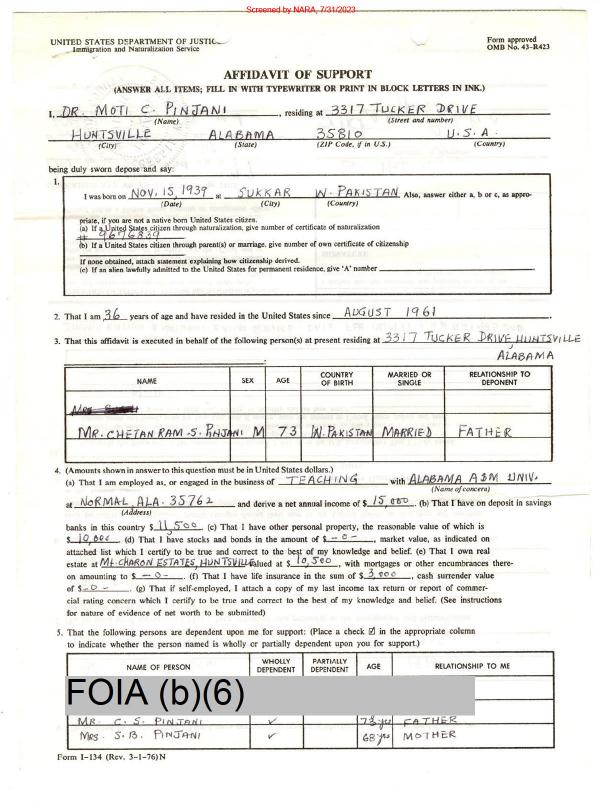 Screened by NARA, 7/31/2023
UNITED STATES DEPARTMENT OF JUSTIC
Immigration and Naturalization Service
Form approved
OMB No. 43-R423
AFFIDAVIT OF SUPPORT
(ANSWER ALL ITEMS; FILL IN WITH TYPEWRITER OR PRINT IN BLOCK LETTERS IN INK.)
I, DR. MOTI C. PINJANI, residing at 3317 TUCKER DRIVE
(Name) (Street and number)
HUNTSVILLE ALABAMA 35810 U.S.A.
(City) (State) (ZIP Code, if in U.S.) (Country)
being duly sworn depose and say:
1.
I was born on NOV, 15, 1939 at SUKKAR W. PAKISTAN Also, answer either a, b or c, as appro-
(Date) (City) (Country)
priate, if you are not a native born United States citizen.
(a) If a United States citizen through naturalization, give number of certificate of naturalization
# 9676839
(b) If a United States citizen through parent(s) or marriage, give number of own certificate of citizenship
If none obtained, attach statement explaining how citizenship derived.
(c) If an alien lawfully admitted to the United States for permanent residence, give 'A' number
2. That I am 36 years of age and have resided in the United States since AUGUST 1961.
3. That this affidavit is executed in behalf of the following person(s) at present residing at 3317 TUCKER DRIVE, HUNTSVILLE
ALABAMA
NAME SEX AGE COUNTRY OF BIRTH MARRIED OR SINGLE RELATIONSHIP TO DEPONENT
MR. CHETAN RAM S. PINJANI M 73 W. PAKISTAN MARRIED FATHER
4. (Amounts shown in answer to this question must be in United States dollars.)
(a) That I am employed as, or engaged in the business of TEACHING with ALABAMA A&M UNIV.
(Name of concern)
at NORMAL, ALA. 35762 and derive a net annual income of $ 15,000. (b) That I have on deposit in savings
(Address)
banks in this country $ 11,500 (c) That I have other personal property, the reasonable value of which is
$ 10,000. (d) That I have stocks and bonds in the amount of $ -0-, market value, as indicated on
attached list which I certify to be true and correct to the best of my knowledge and belief. (e) That I own real
estate at Mt. CHARON ESTATES, HUNTSVILLE valued at $ 10,500, with mortgages or other encumbrances there-
on amounting to $ -0-. (f) That I have life insurance in the sum of $ 3,000, cash surrender value
of $ -0-. (g) That if self-employed, I attach a copy of my last income tax return or report of commer-
cial rating concern which I certify to be true and correct to the best of my knowledge and belief. (See instructions
for nature of evidence of net worth to be submitted)
5. That the following persons are dependent upon me for support: (Place a check ☑ in the appropriate column
to indicate whether the person named is wholly or partially dependent upon you for support.)
NAME OF PERSON WHOLLY DEPENDENT PARTIALLY DEPENDENT AGE RELATIONSHIP TO ME
FOIA (b)(6)
MR. C. S. PINJANI ✓ 73 yrs FATHER
MRS. S. B. PINJANI ✓ 68 yrs MOTHER
Form I-134 (Rev. 3-1-76)N